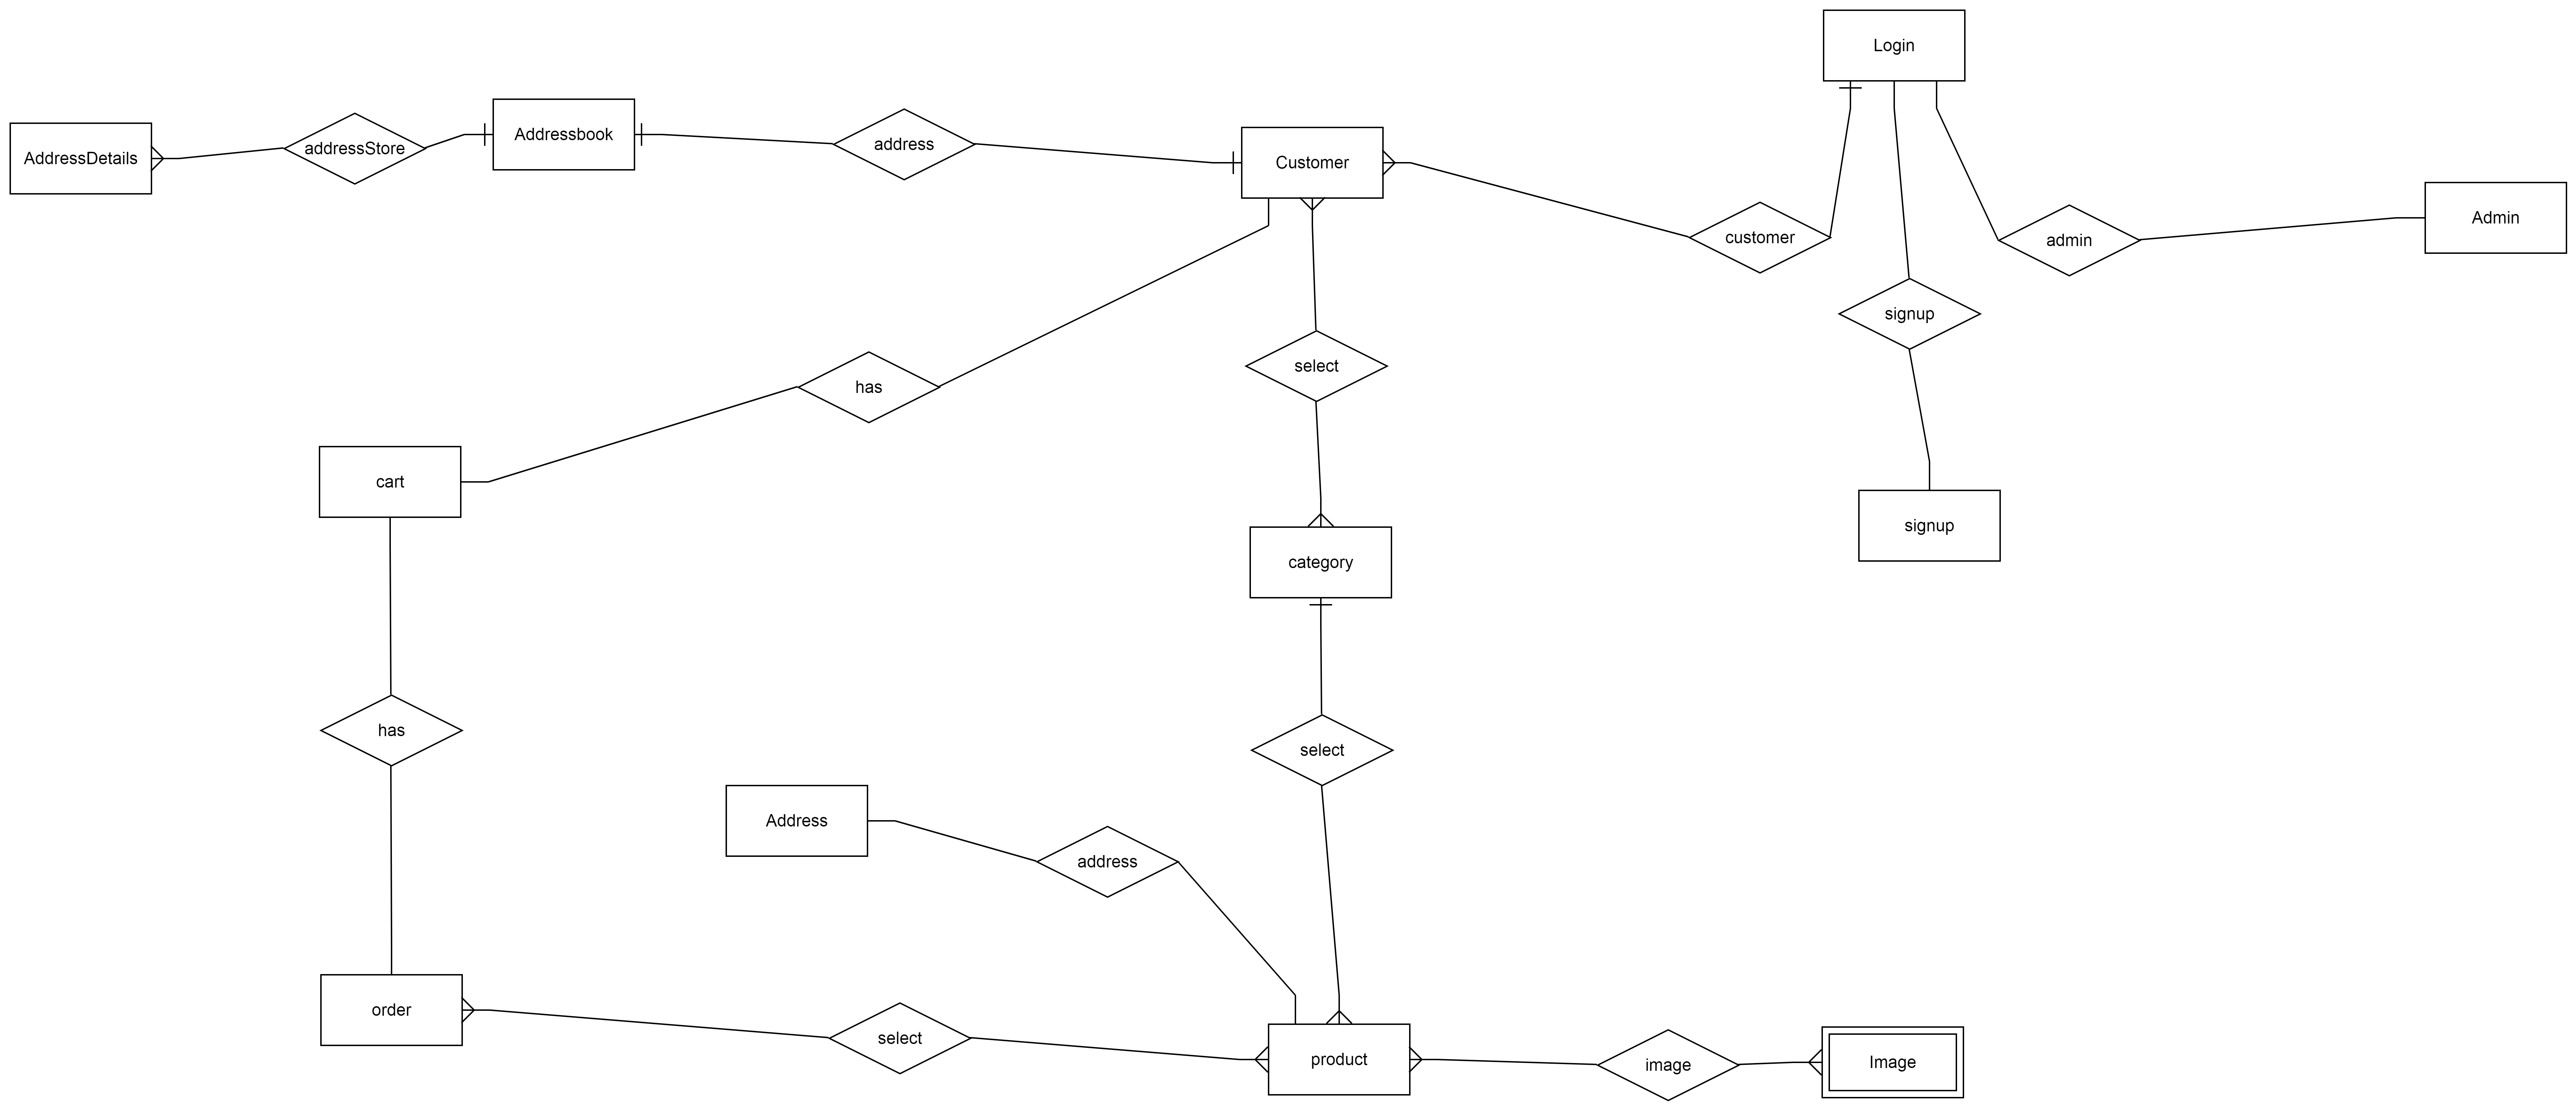 Login
AddressDetails
addressStore
Addressbook
address
Customer
customer
admin
Admin
signup
has
select
cart
category
signup
has
select
Address
address
order
select
product
image
Image